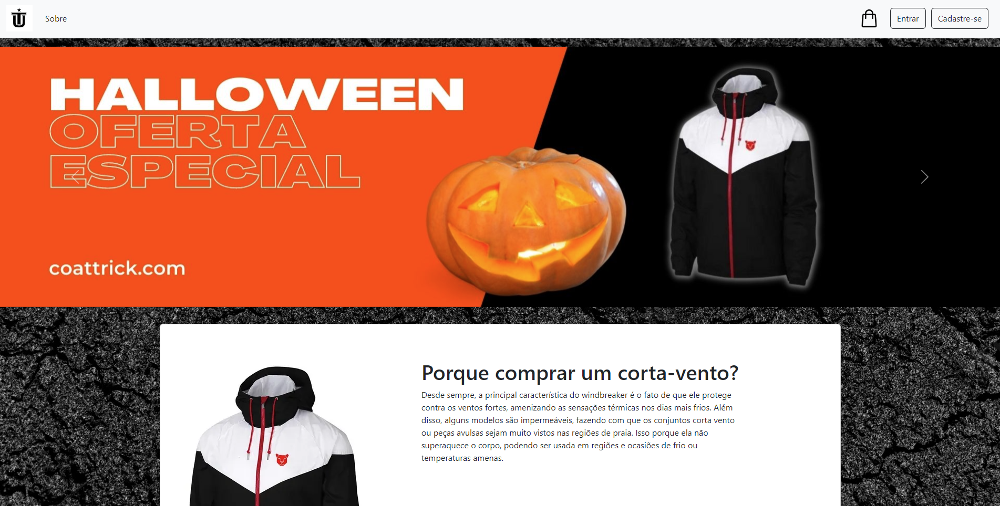 Sobre
Entrar
Cadastre-se
HALLOWEEN
OFERTA
ESPECIAL
coattrick.com
Porque comprar um corta-vento?
Desde sempre, a principal característica do windbreaker é o fato de que ele protege
contra os ventos fortes, amenizando as sensações térmicas nos dias mais frios. Além
disso, alguns modelos são impermeáveis, fazendo com que os conjuntos corta vento
ou peças avulsas sejam muito vistos nas regiões de praia. Isso porque ela não
superaquece o corpo, podendo ser usada em regiões e ocasiões de frio ou
temperaturas amenas.